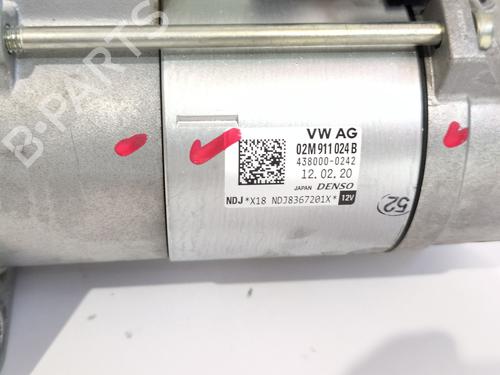 VW AG
02M 911 024 B
438000-0242
12.02.20
JAPAN DENSO
NDJ *X18 NDJ8367201X* 12V
52
B-PARTS